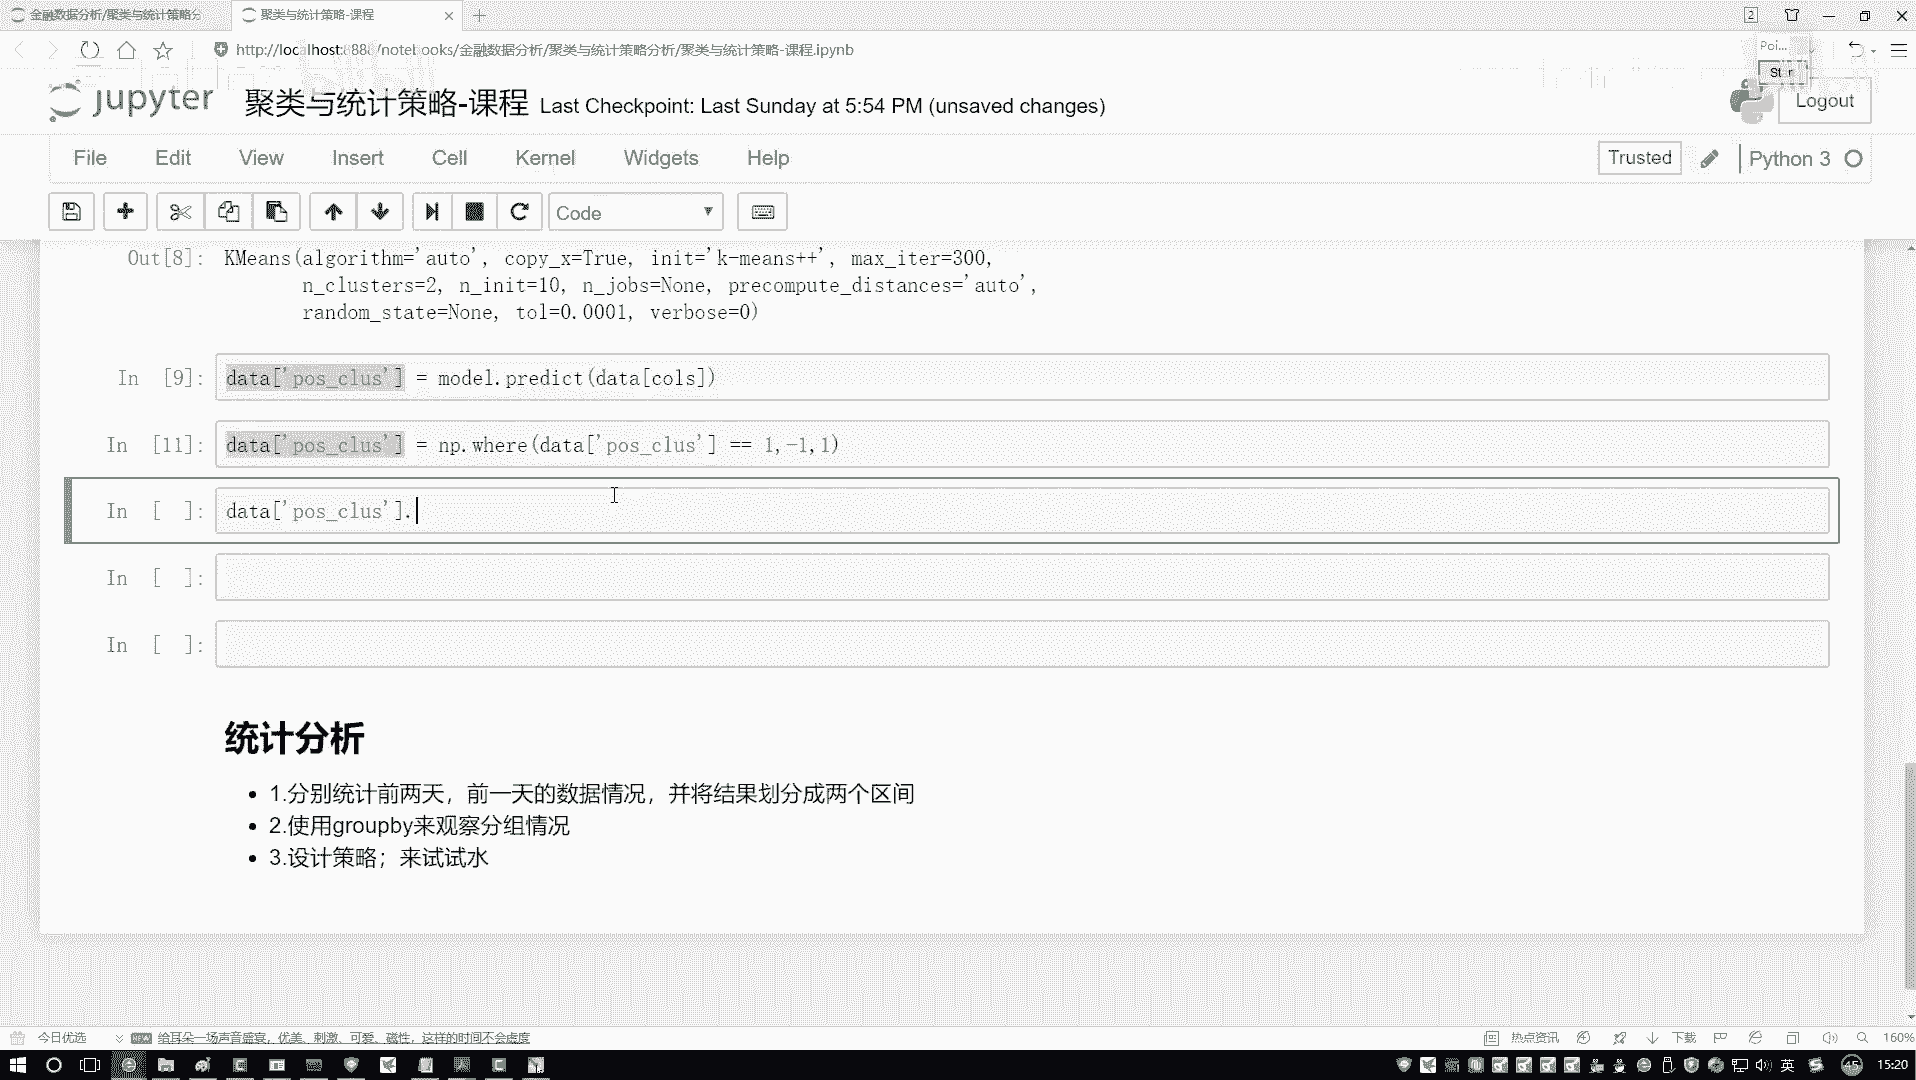 金融数据分析/聚类与统计策略分
聚类与统计策略-课程
2
http://localhost:888/notebooks/金融数据分析/聚类与统计策略分析/聚类与统计策略-课程.ipynb
Poi...
jupyter
聚类与统计策略-课程 Last Checkpoint: Last Sunday at 5:54 PM (unsaved changes)
Logout
File Edit View Insert Cell Kernel Widgets Help
Trusted
Python 3
Code
Out[8]: KMeans(algorithm='auto', copy_x=True, init='k-means++', max_iter=300,
n_clusters=2, n_init=10, n_jobs=None, precompute_distances='auto',
random_state=None, tol=0.0001, verbose=0)
In [9]: data['pos_clus'] = model.predict(data[cols])
In [11]: data['pos_clus'] = np.where(data['pos_clus'] == 1,-1,1)
In [ ]: data['pos_clus'].
In [ ]:
In [ ]:
统计分析
• 1.分别统计前两天，前一天的数据情况，并将结果划分成两个区间
• 2.使用groupby来观察分组情况
• 3.设计策略；来试试水
今日优选
NEW 给耳朵一场声音盛宴，优美、刺激、可爱、磁性，这样的时间不会虚度
热点资讯
下载
160%
英
45
15:20